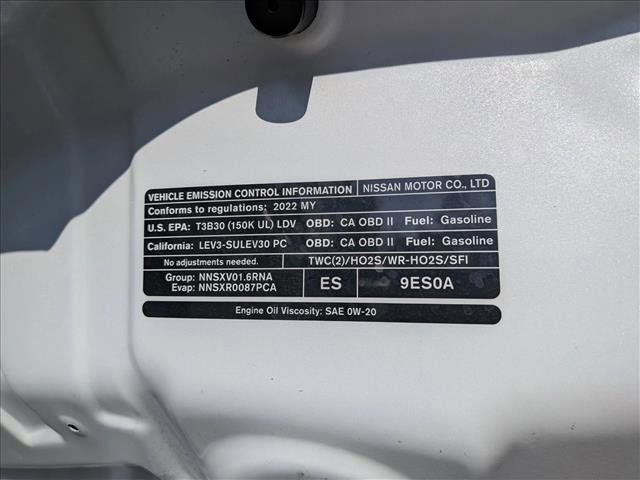 VEHICLE EMISSION CONTROL INFORMATION NISSAN MOTOR CO., LTD
Conforms to regulations: 2022 MY
U.S. EPA: T3B30 (150K UL) LDV OBD: CA OBD II Fuel: Gasoline
California: LEV3-SULEV30 PC OBD: CA OBD II Fuel: Gasoline
No adjustments needed. TWC(2)/HO2S/WR-HO2S/SFI
Group: NNSXV01.6RNA
Evap: NNSXR0087PCA
ES 9ES0A
Engine Oil Viscosity: SAE 0W-20